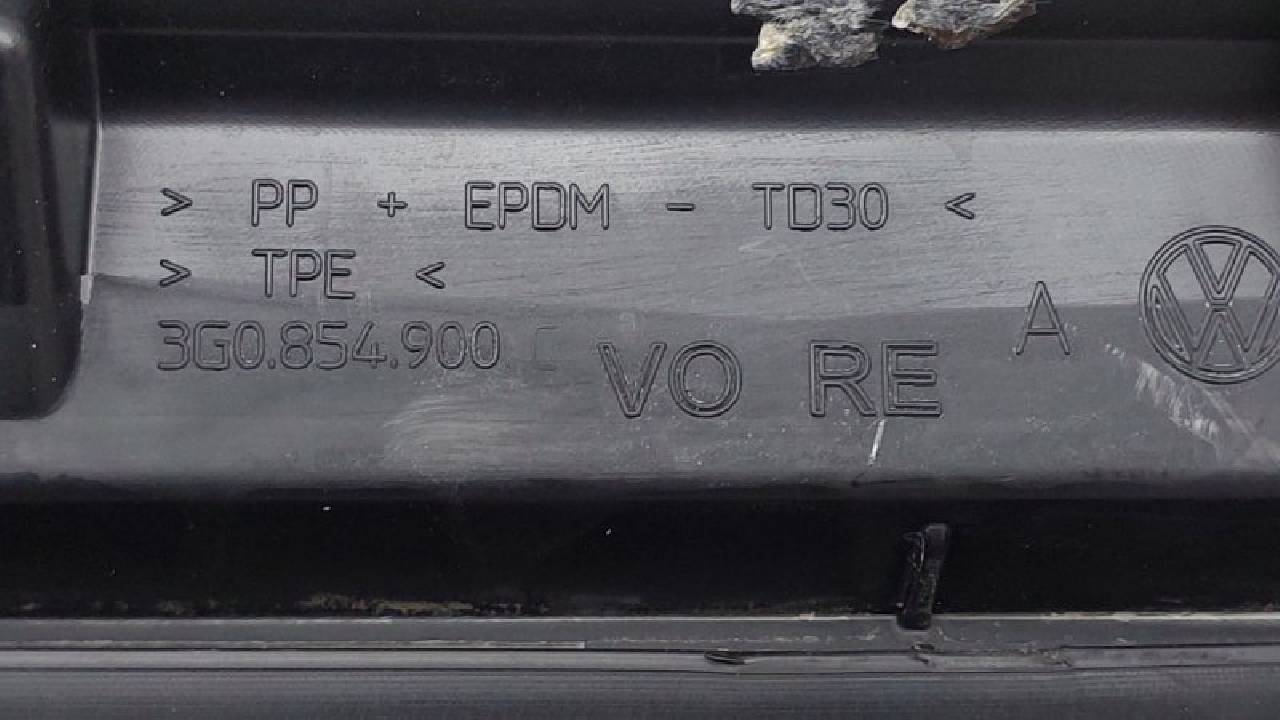 > PP + EPDM - TD30 <
> TPE <
3G0.854.900
VO RE
A